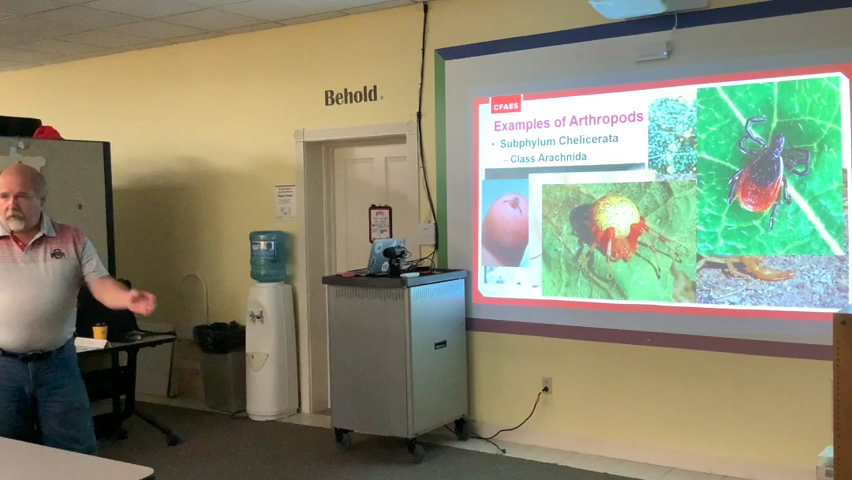 Behold.
CFAES
Examples of Arthropods
• Subphylum Chelicerata
– Class Arachnida